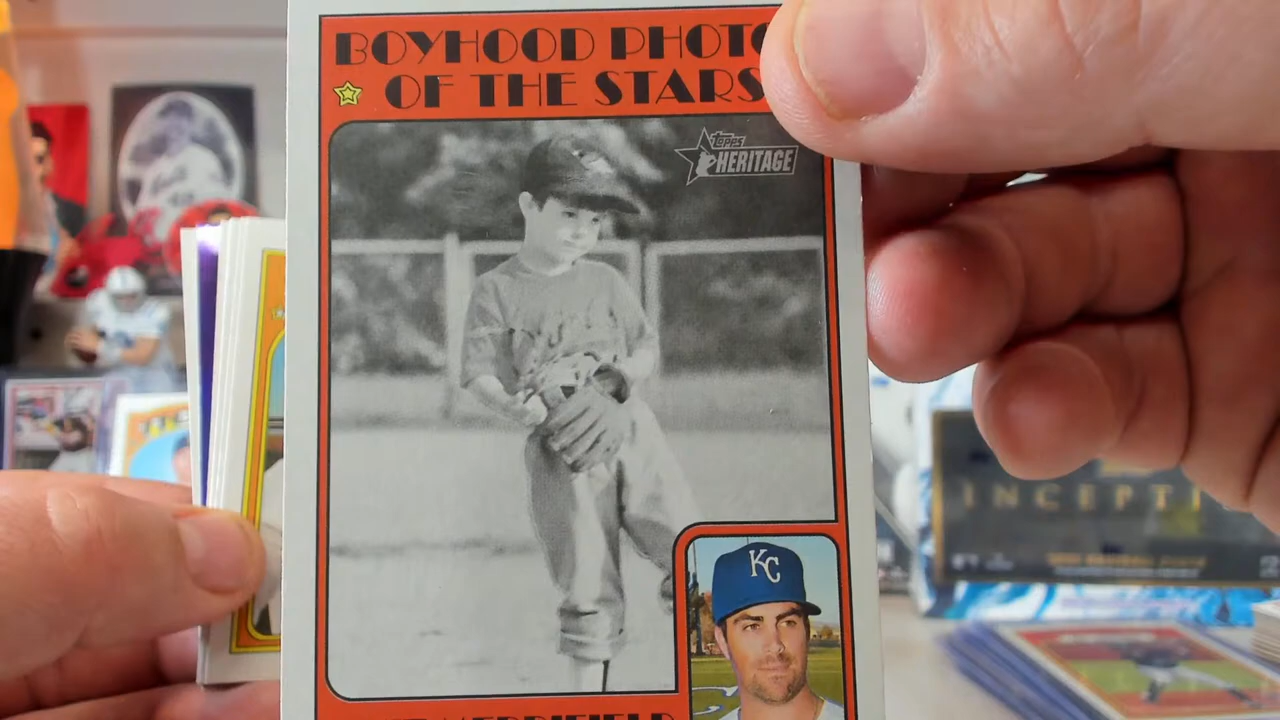 BOYHOOD PHOTO
OF THE STARS
Topps
HERITAGE
KC
INCEPTI